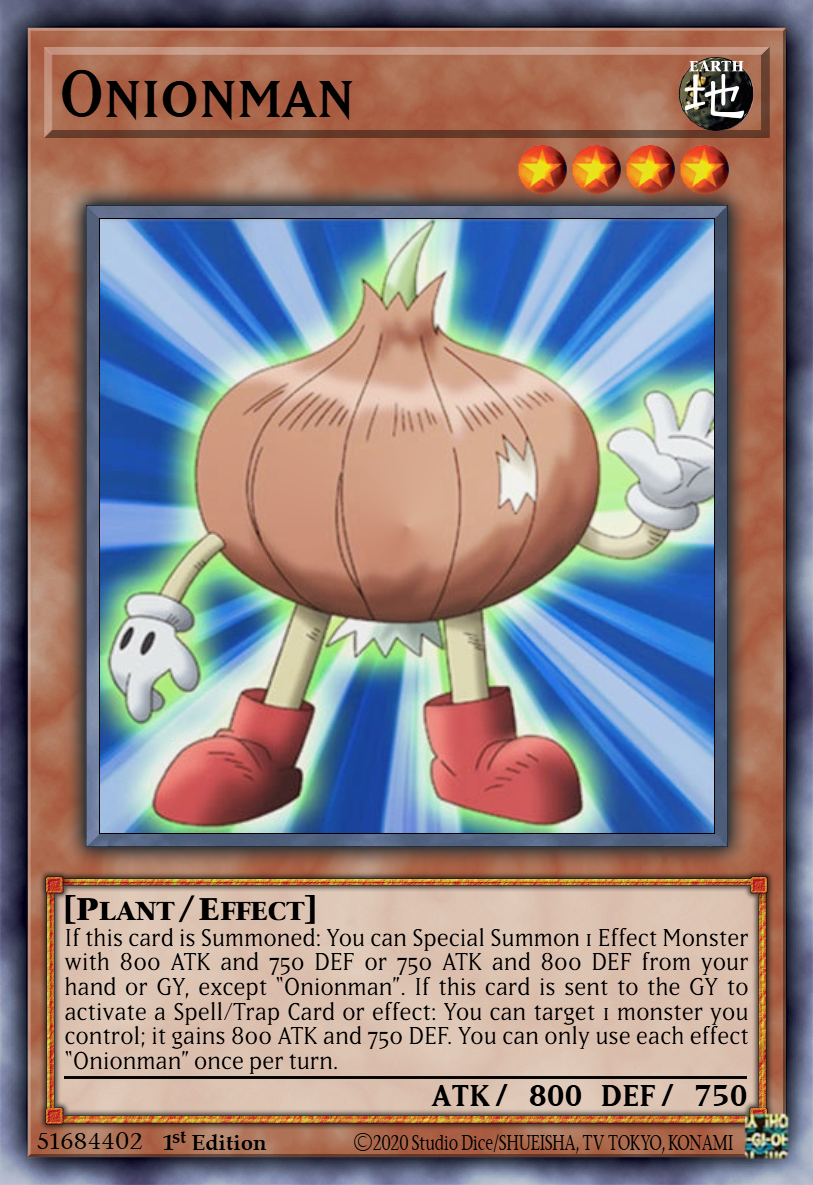 Onionman
EARTH
地
[Plant/Effect]
If this card is Summoned: You can Special Summon 1 Effect Monster
with 800 ATK and 750 DEF or 750 ATK and 800 DEF from your
hand or GY, except "Onionman". If this card is sent to the GY to
activate a Spell/Trap Card or effect: You can target 1 monster you
control; it gains 800 ATK and 750 DEF. You can only use each effect
"Onionman" once per turn.
ATK/ 800 DEF/ 750
51684402 1st Edition ©2020 Studio Dice/SHUEISHA, TV TOKYO, KONAMI